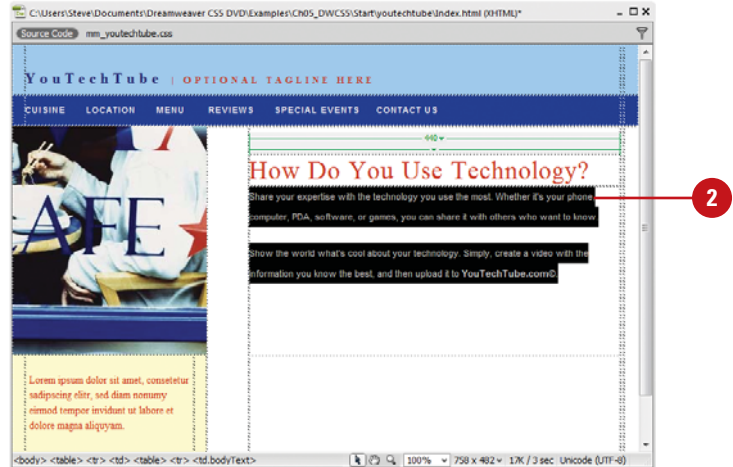 C:\Users\Steve\Documents\Dreamweaver CS5 DVD\Examples\Ch05_DWCS5\Start\youtechtube\index.html (XHTML)*
Source Code mm_youtechtube.css
YouTechTube | OPTIONAL TAGLINE HERE
CUISINE LOCATION MENU REVIEWS SPECIAL EVENTS CONTACT US
440
How Do You Use Technology?
Share your expertise with the technology you use the most. Whether it's your phone,
2
computer, PDA, software, or games, you can share it with others who want to know.
AFE
Show the world what's cool about your technology. Simply, create a video with the
information you know the best, and then upload it to YouTechTube.com©.
Lorem ipsum dolor sit amet, consetetur
sadipscing elitr, sed diam nonumy
eirmod tempor invidunt ut labore et
dolore magna aliquyam.
<body> <table> <tr> <td> <table> <tr> <td.bodyText> 100% 758 x 482 17K / 3 sec Unicode (UTF-8)